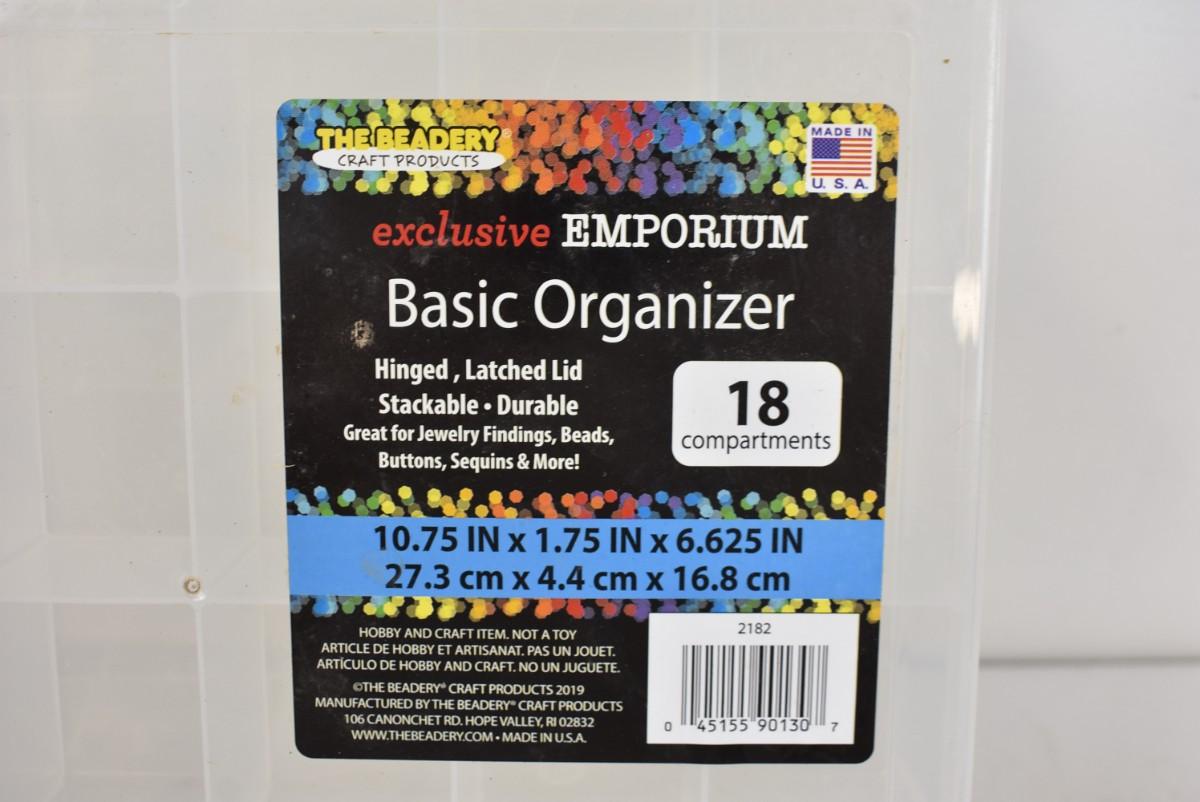 THE BEADERY®
CRAFT PRODUCTS
MADE IN
U. S. A.
exclusive EMPORIUM
Basic Organizer
Hinged , Latched Lid
Stackable • Durable
Great for Jewelry Findings, Beads,
Buttons, Sequins & More!
18
compartments
10.75 IN x 1.75 IN x 6.625 IN
27.3 cm x 4.4 cm x 16.8 cm
HOBBY AND CRAFT ITEM. NOT A TOY
ARTICLE DE HOBBY ET ARTISANAT. PAS UN JOUET.
ARTÍCULO DE HOBBY AND CRAFT. NO UN JUGUETE.
©THE BEADERY® CRAFT PRODUCTS 2019
MANUFACTURED BY THE BEADERY® CRAFT PRODUCTS
106 CANONCHET RD. HOPE VALLEY, RI 02832
WWW.THEBEADERY.COM • MADE IN U.S.A.
2182
0 45155 90130 7